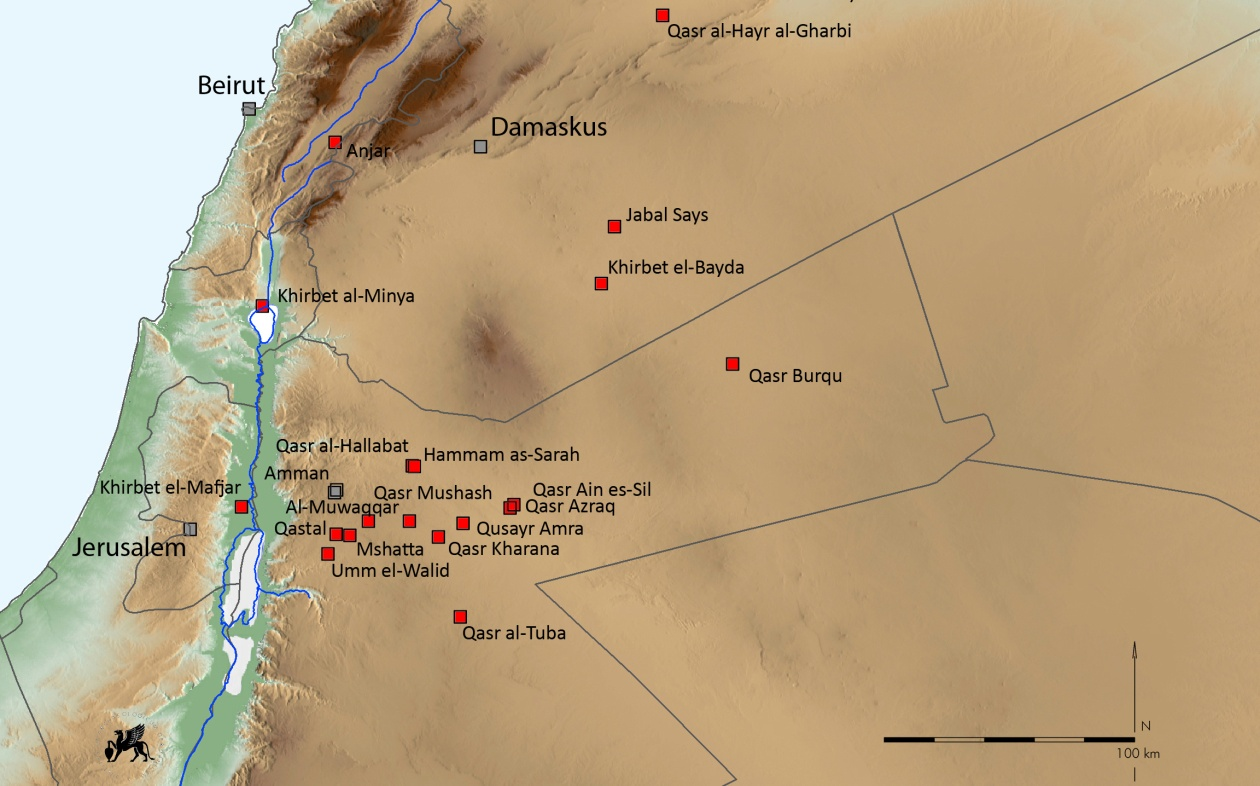 Qasr al-Hayr al-Gharbi
Beirut
Damaskus
Anjar
Jabal Says
Khirbet el-Bayda
Khirbet al-Minya
Qasr Burqu
Qasr al-Hallabat
Hammam as-Sarah
Amman
Khirbet el-Mafjar
Qasr Mushash
Qasr Ain es-Sil
Al-Muwaqqar
Qasr Azraq
Qastal
Qusayr Amra
Jerusalem
Mshatta
Qasr Kharana
Umm el-Walid
Qasr al-Tuba
N
100 km